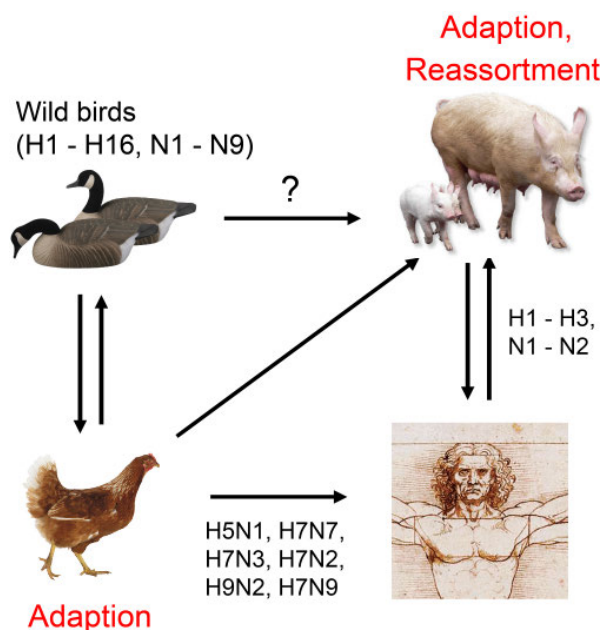 Adaption,
Reassortment
Wild birds
(H1 - H16, N1 - N9)
?
H1 - H3,
N1 - N2
H5N1, H7N7,
H7N3, H7N2,
H9N2, H7N9
Adaption